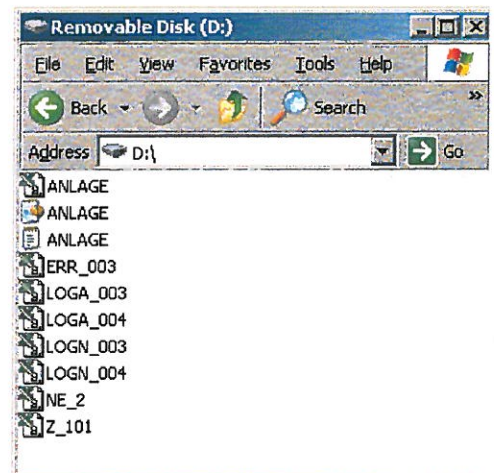 Removable Disk (D:)
File Edit View Favorites Tools Help
Back Search »
Address D:\ Go
ANLAGE
ANLAGE
ANLAGE
ERR_003
LOGA_003
LOGA_004
LOGN_003
LOGN_004
NE_2
Z_101